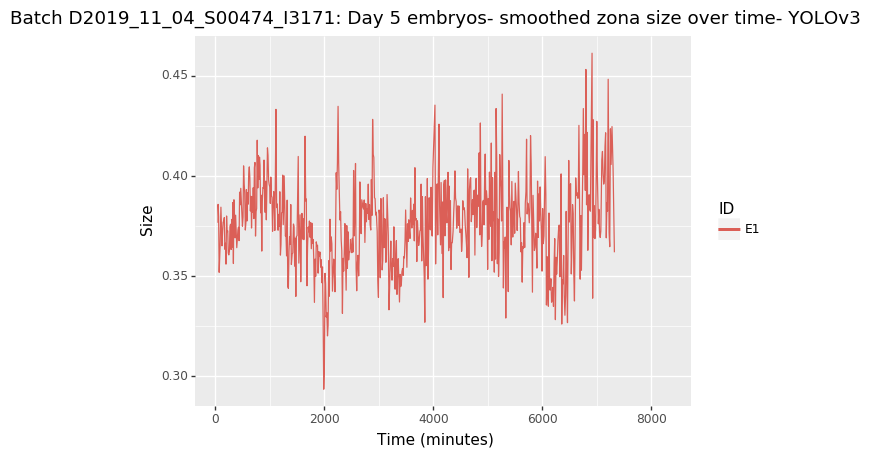 Batch D2019_11_04_S00474_I3171: Day 5 embryos- smoothed zona size over time- YOLOv3
0.45
0.40
0.35
0.30
Size
0
2000
4000
6000
8000
Time (minutes)
ID
E1